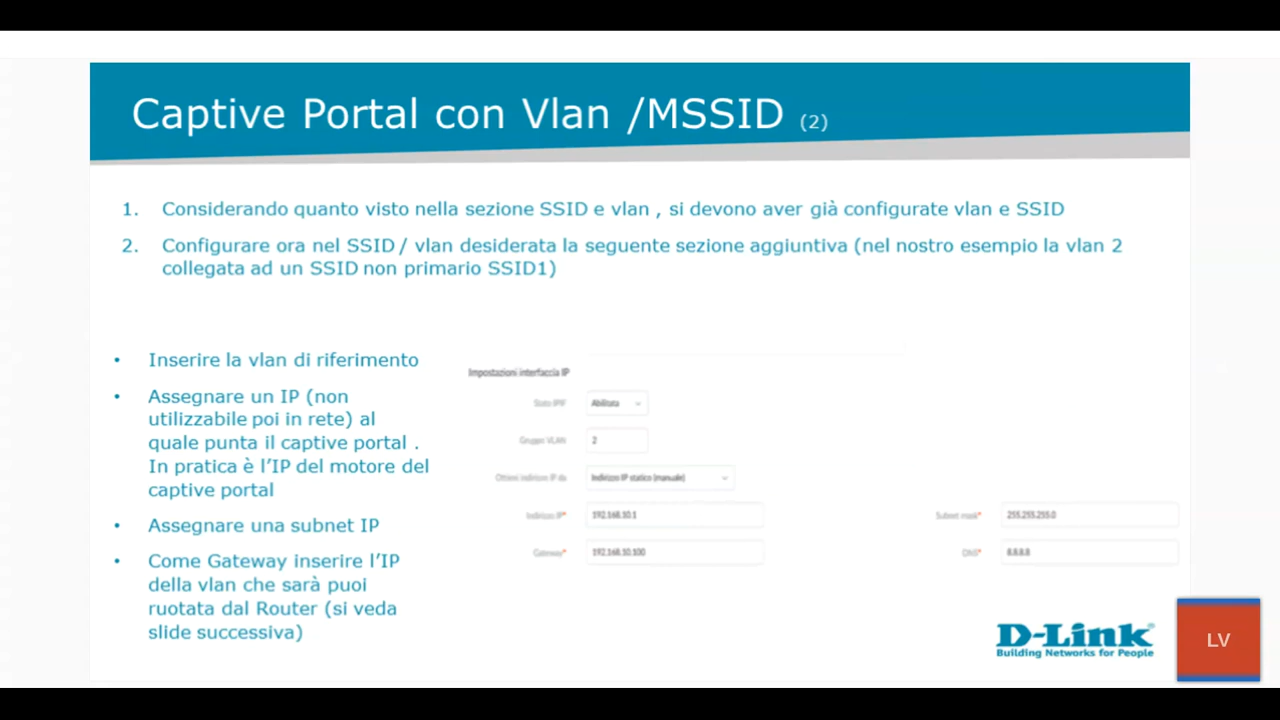 Captive Portal con Vlan /MSSID (2)
1. Considerando quanto visto nella sezione SSID e vlan , si devono aver già configurate vlan e SSID
2. Configurare ora nel SSID / vlan desiderata la seguente sezione aggiuntiva (nel nostro esempio la vlan 2
collegata ad un SSID non primario SSID1)
• Inserire la vlan di riferimento
• Assegnare un IP (non
utilizzabile poi in rete) al
quale punta il captive portal .
In pratica è l’IP del motore del
captive portal
• Assegnare una subnet IP
• Come Gateway inserire l’IP
della vlan che sarà puoi
ruotata dal Router (si veda
slide successiva)
Impostazioni interfaccia IP
Stato IPIF Abilitato
Gruppo VLAN 2
Ottieni indirizzo IP da Indirizzo IP statico (manuale)
Indirizzo IP* 192.168.10.1 Subnet mask* 255.255.255.0
Gateway* 192.168.10.100 DNS* 8.8.8.8
D-Link®
Building Networks for People
LV